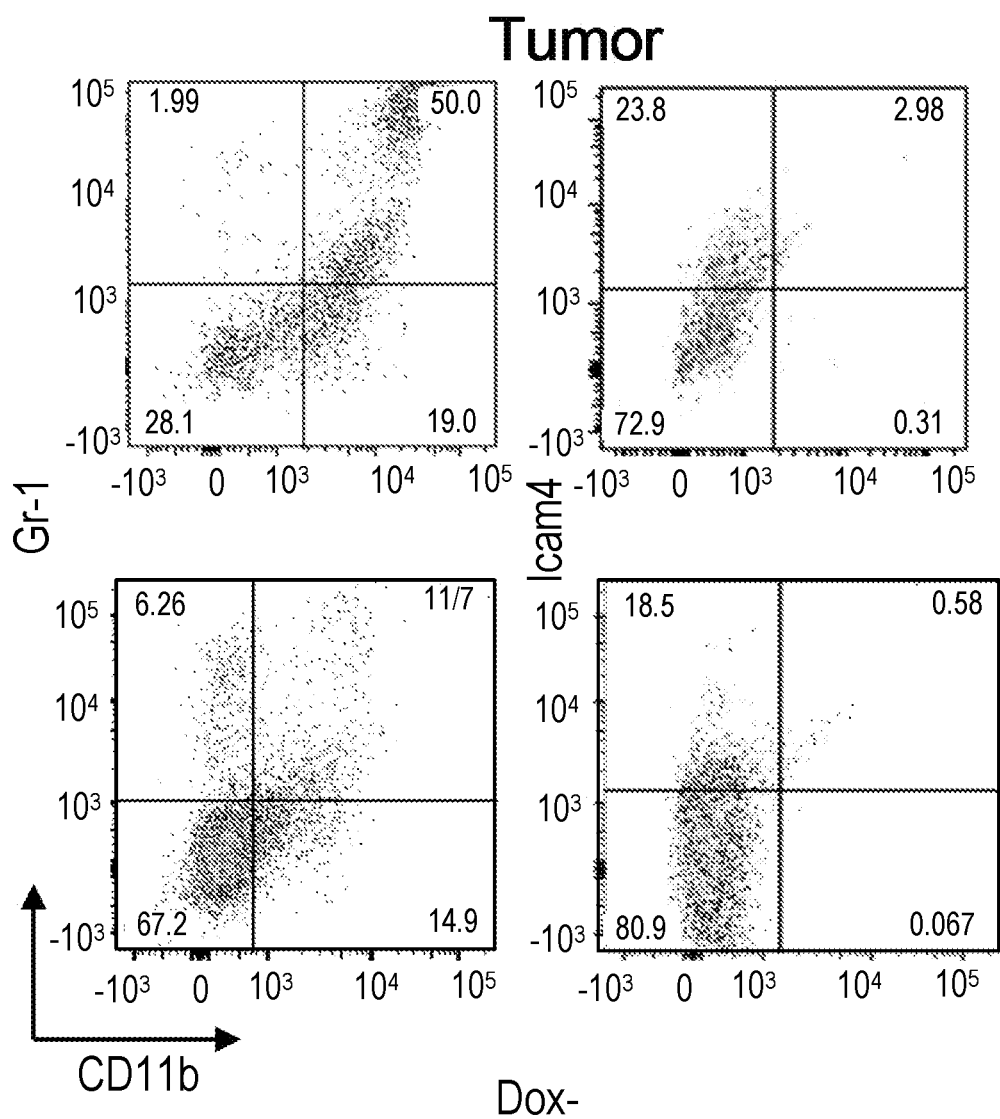 Tumor
10⁵ 1.99 50.0 10⁵ 23.8 2.98
10⁴ 10⁴
10³ 10³
-10³ 28.1 19.0 -10³ 72.9 0.31
-10³ 0 10³ 10⁴ 10⁵ -10³ 0 10³ 10⁴ 10⁵
Gr-1 Icam4
10⁵ 6.26 11/7 10⁵ 18.5 0.58
10⁴ 10⁴
10³ 10³
-10³ 67.2 14.9 -10³ 80.9 0.067
-10³ 0 10³ 10⁴ 10⁵ -10³ 0 10³ 10⁴ 10⁵
CD11b
Dox-